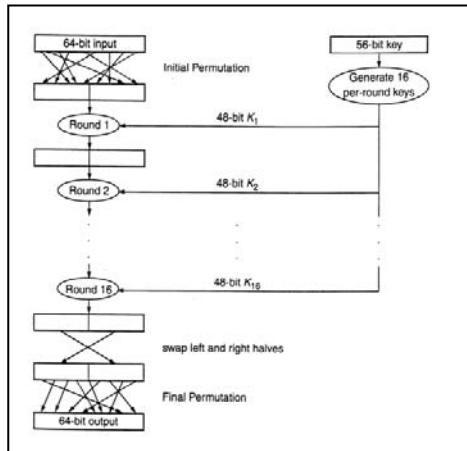 64-bit input
56-bit key
Initial Permutation
Generate 16
per-round keys
Round 1
48-bit K1
Round 2
48-bit K2
Round 16
48-bit K16
swap left and right halves
Final Permutation
64-bit output